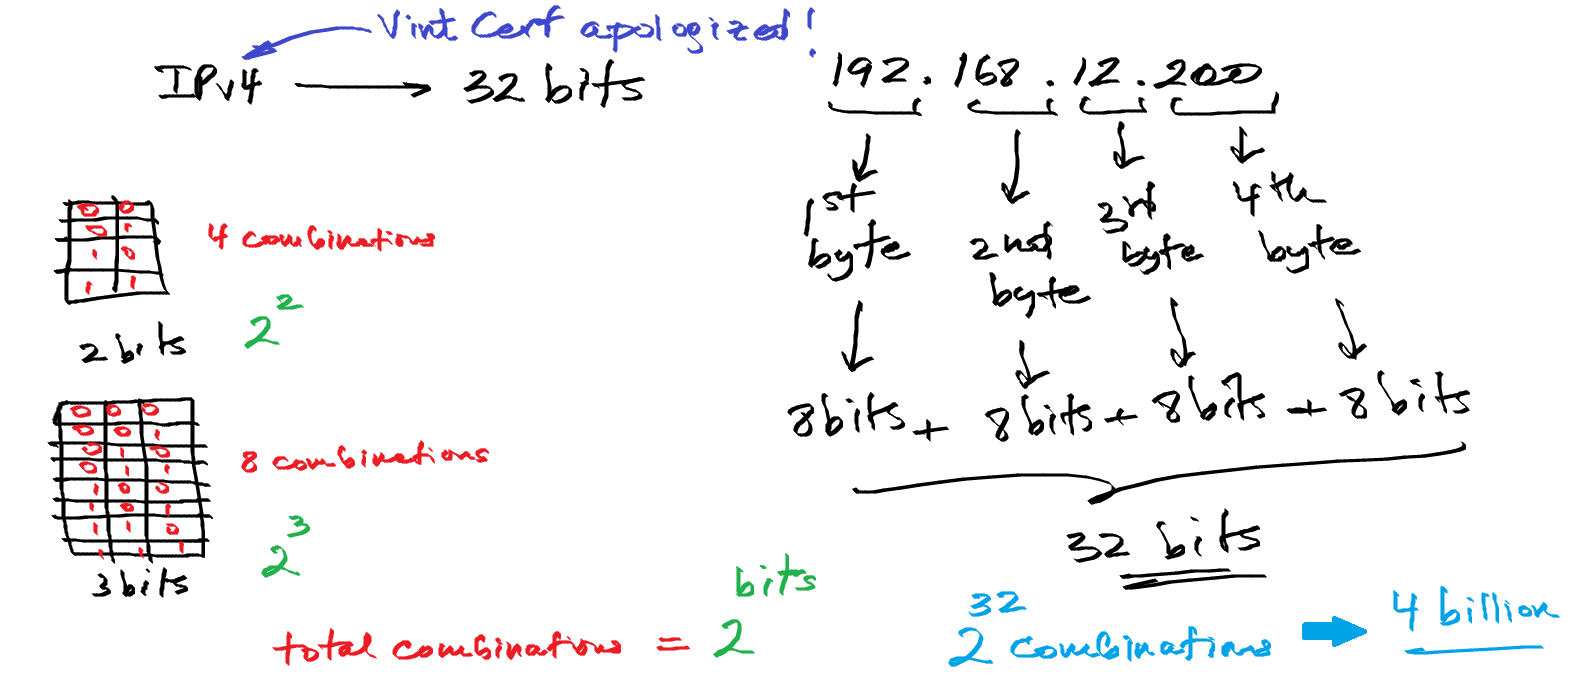 Vint Cerf apologized!
IPv4 → 32 bits
192.168.12.200
1st byte
2nd byte
3rd byte
4th byte
8 bits + 8 bits + 8 bits + 8 bits
32 bits
2^32 combinations → 4 billion
0 0
0 1
1 0
1 1
4 combinations
2^2
2 bits
0 0 0
0 0 1
0 1 0
0 1 1
1 0 0
1 0 1
1 1 0
1 1 1
8 combinations
2^3
3 bits
total combinations = 2^bits